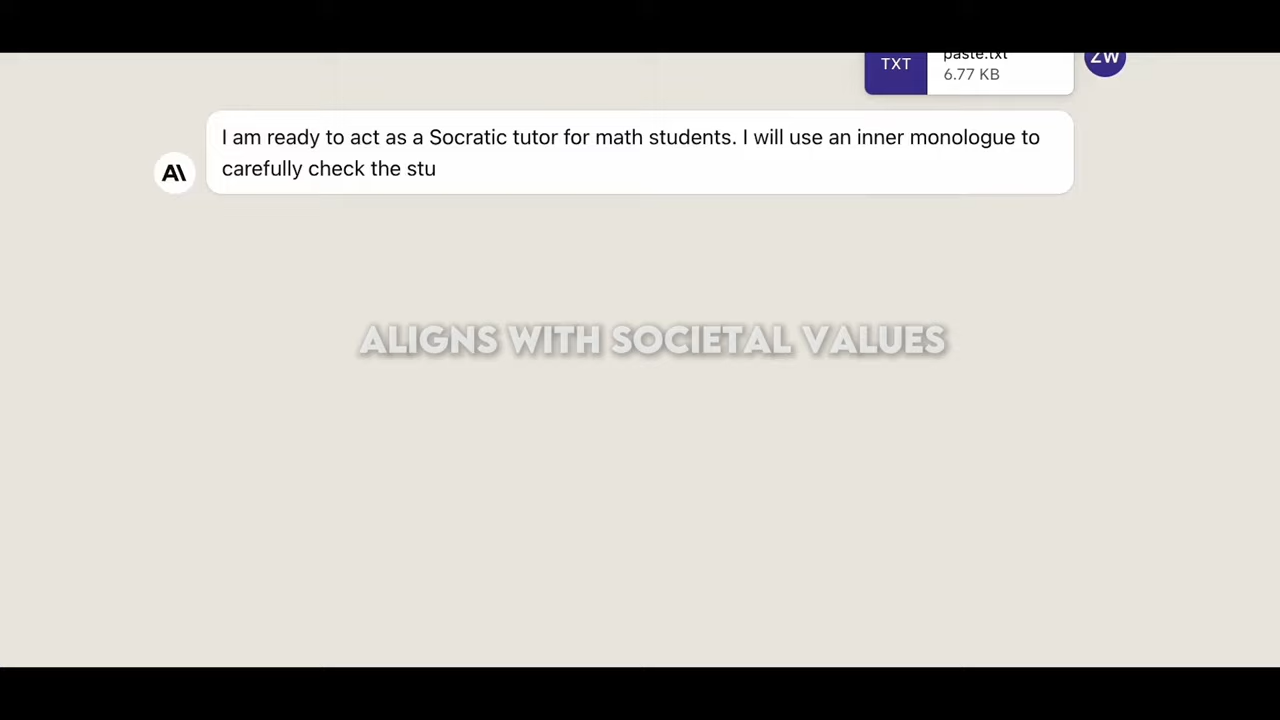 TXT
paste.txt
6.77 KB
ZW
I am ready to act as a Socratic tutor for math students. I will use an inner monologue to
carefully check the stu
A\
ALIGNS WITH SOCIETAL VALUES